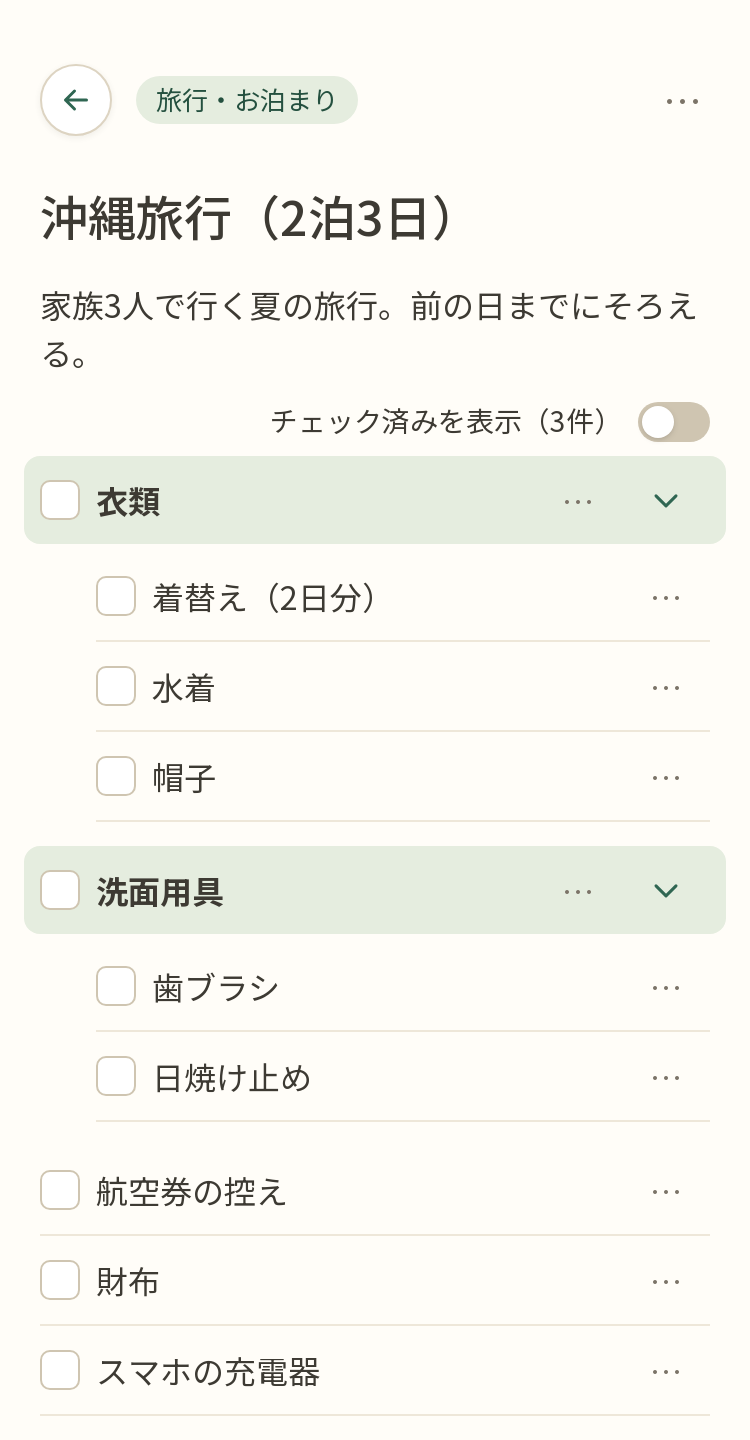 旅行・お泊まり
沖縄旅行（2泊3日）
家族3人で行く夏の旅行。前の日までにそろえ
る。
チェック済みを表示（3件）
衣類
着替え（2日分）
水着
帽子
洗面用具
歯ブラシ
日焼け止め
航空券の控え
財布
スマホの充電器